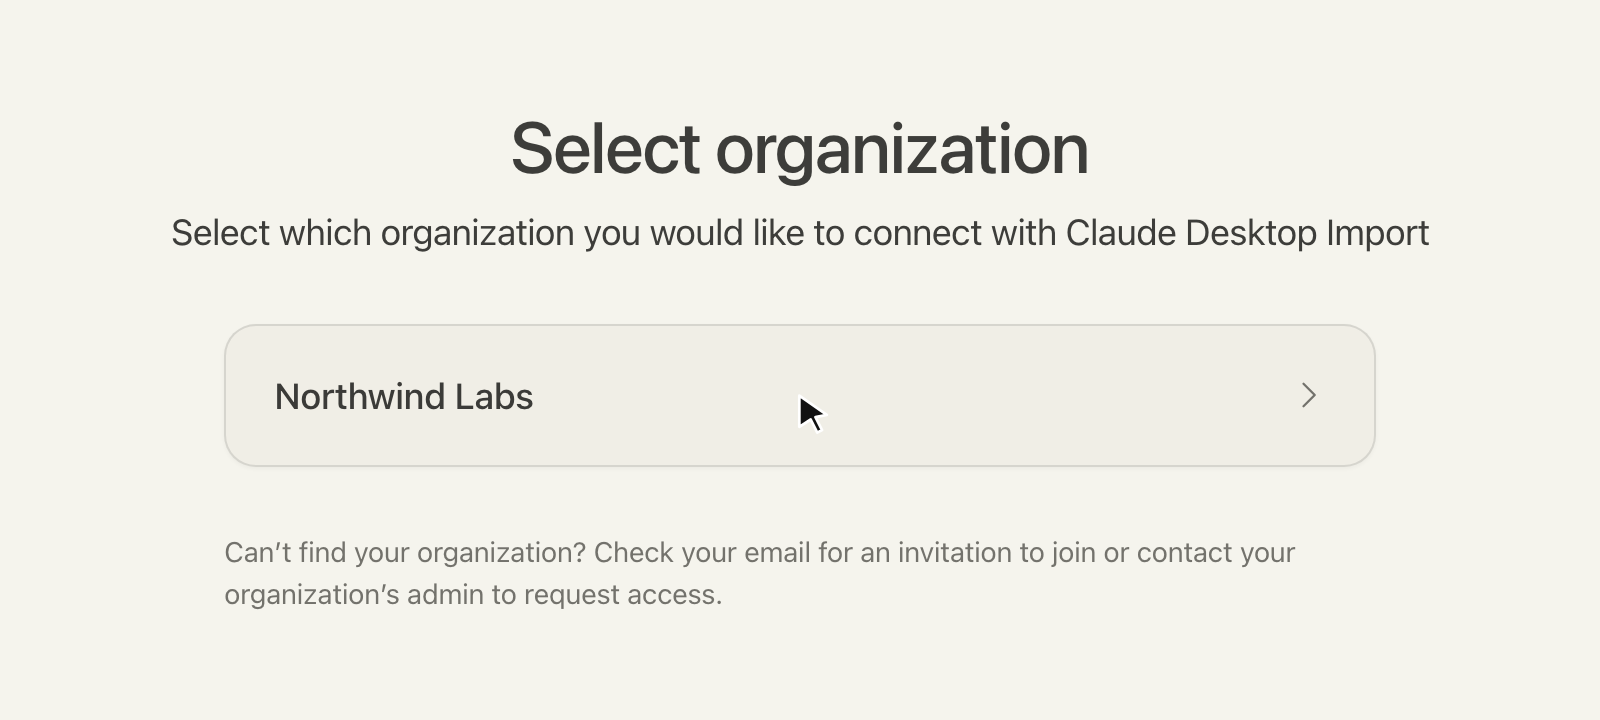 Select organization
Select which organization you would like to connect with Claude Desktop Import
Northwind Labs
Can’t find your organization? Check your email for an invitation to join or contact your
organization’s admin to request access.